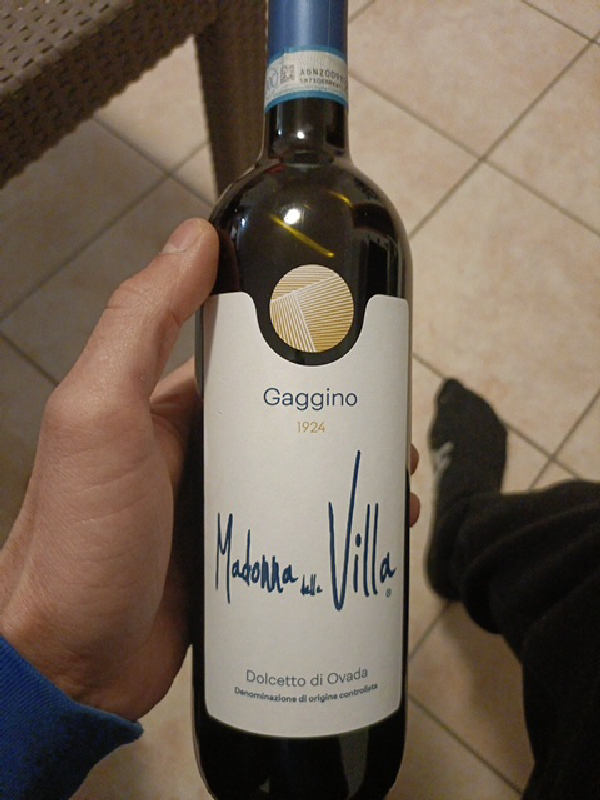 Gaggino
1924
Madonna della Villa
Dolcetto di Ovada
Denominazione di origine controllata